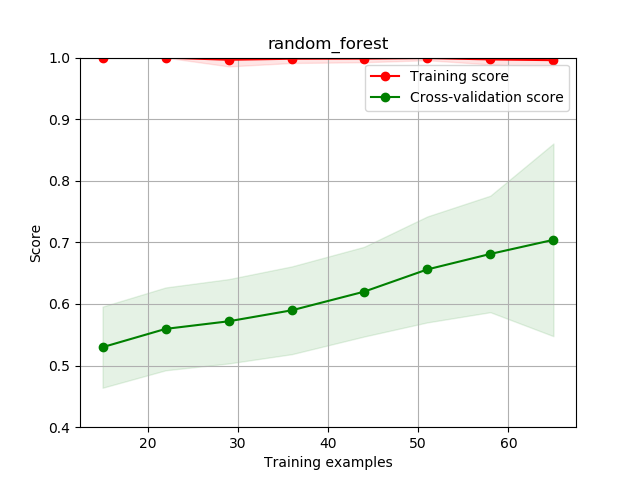 random_forest
1.0
0.9
0.8
0.7
0.6
0.5
0.4
Score
Training score
Cross-validation score
20 30 40 50 60
Training examples